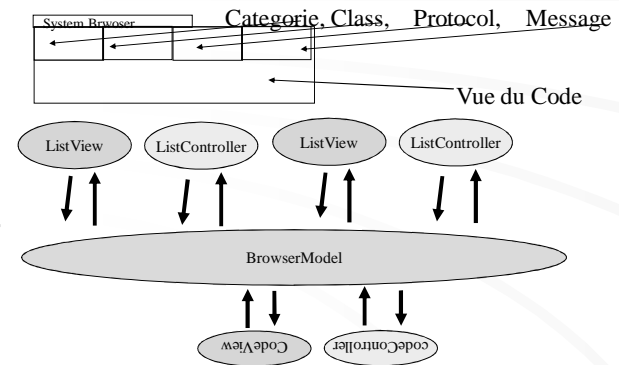 System Brwoser
Categorie, Class, Protocol, Message
Vue du Code
ListView ListController ListView ListController
BrowserModel
CodeView codeController